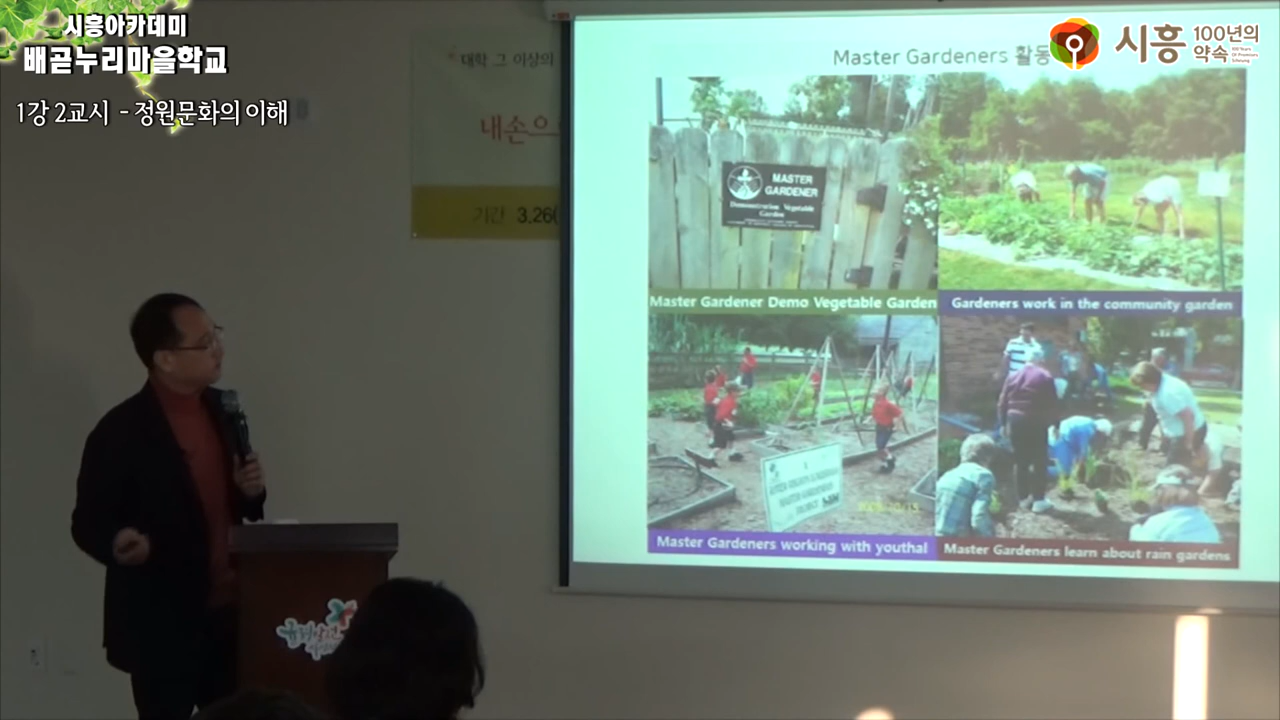 시흥아카데미
배곧누리마을학교
1강 2교시 - 정원문화의 이해
시흥 100년의 약속
대학 그 이상의
내손으
기간 3,260
Master Gardeners 활동
MASTER
GARDENER
Demonstration Vegetable
Garden
Master Gardener Demo Vegetable Garden
Gardeners work in the community garden
MASTER GARDENER
PROJECT
Master Gardeners working with youthal
Master Gardeners learn about rain gardens